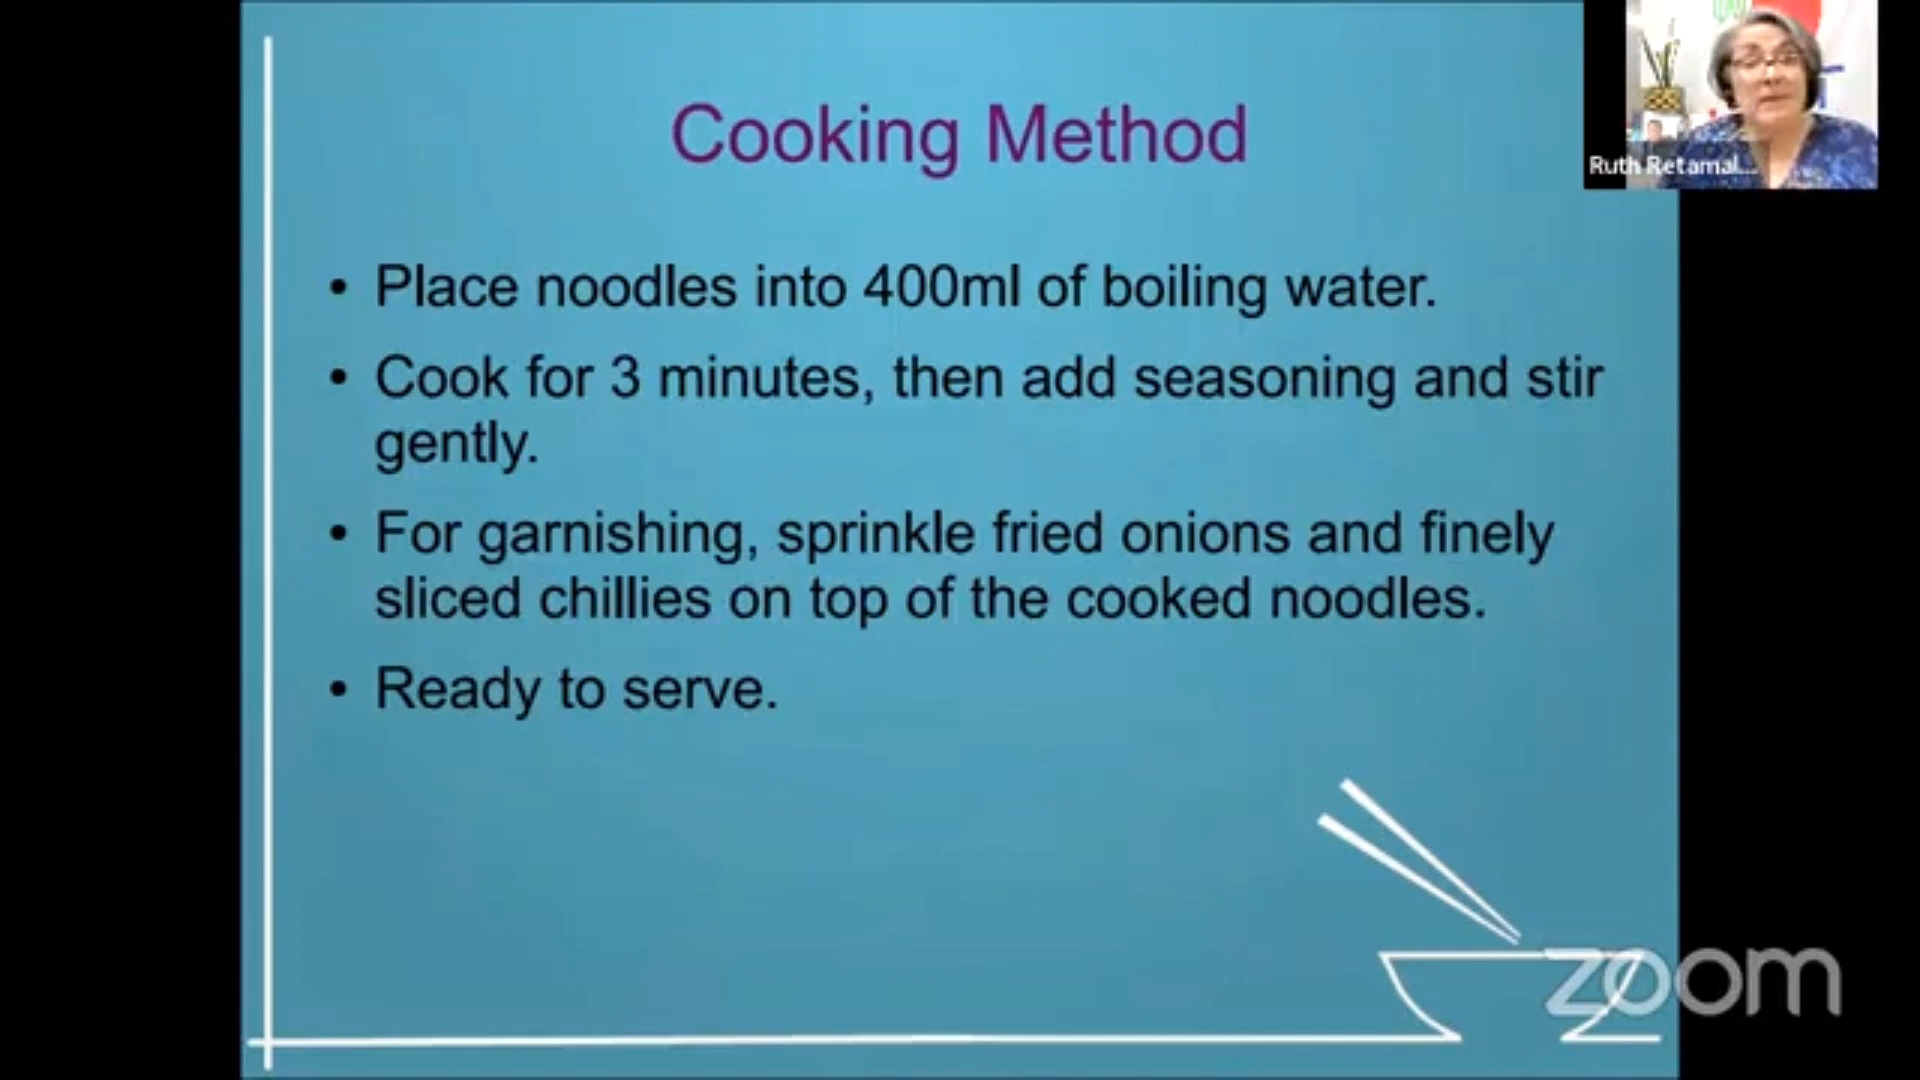 Cooking Method
Ruth Retamal...
• Place noodles into 400ml of boiling water.
• Cook for 3 minutes, then add seasoning and stir
gently.
• For garnishing, sprinkle fried onions and finely
sliced chillies on top of the cooked noodles.
• Ready to serve.
zoom